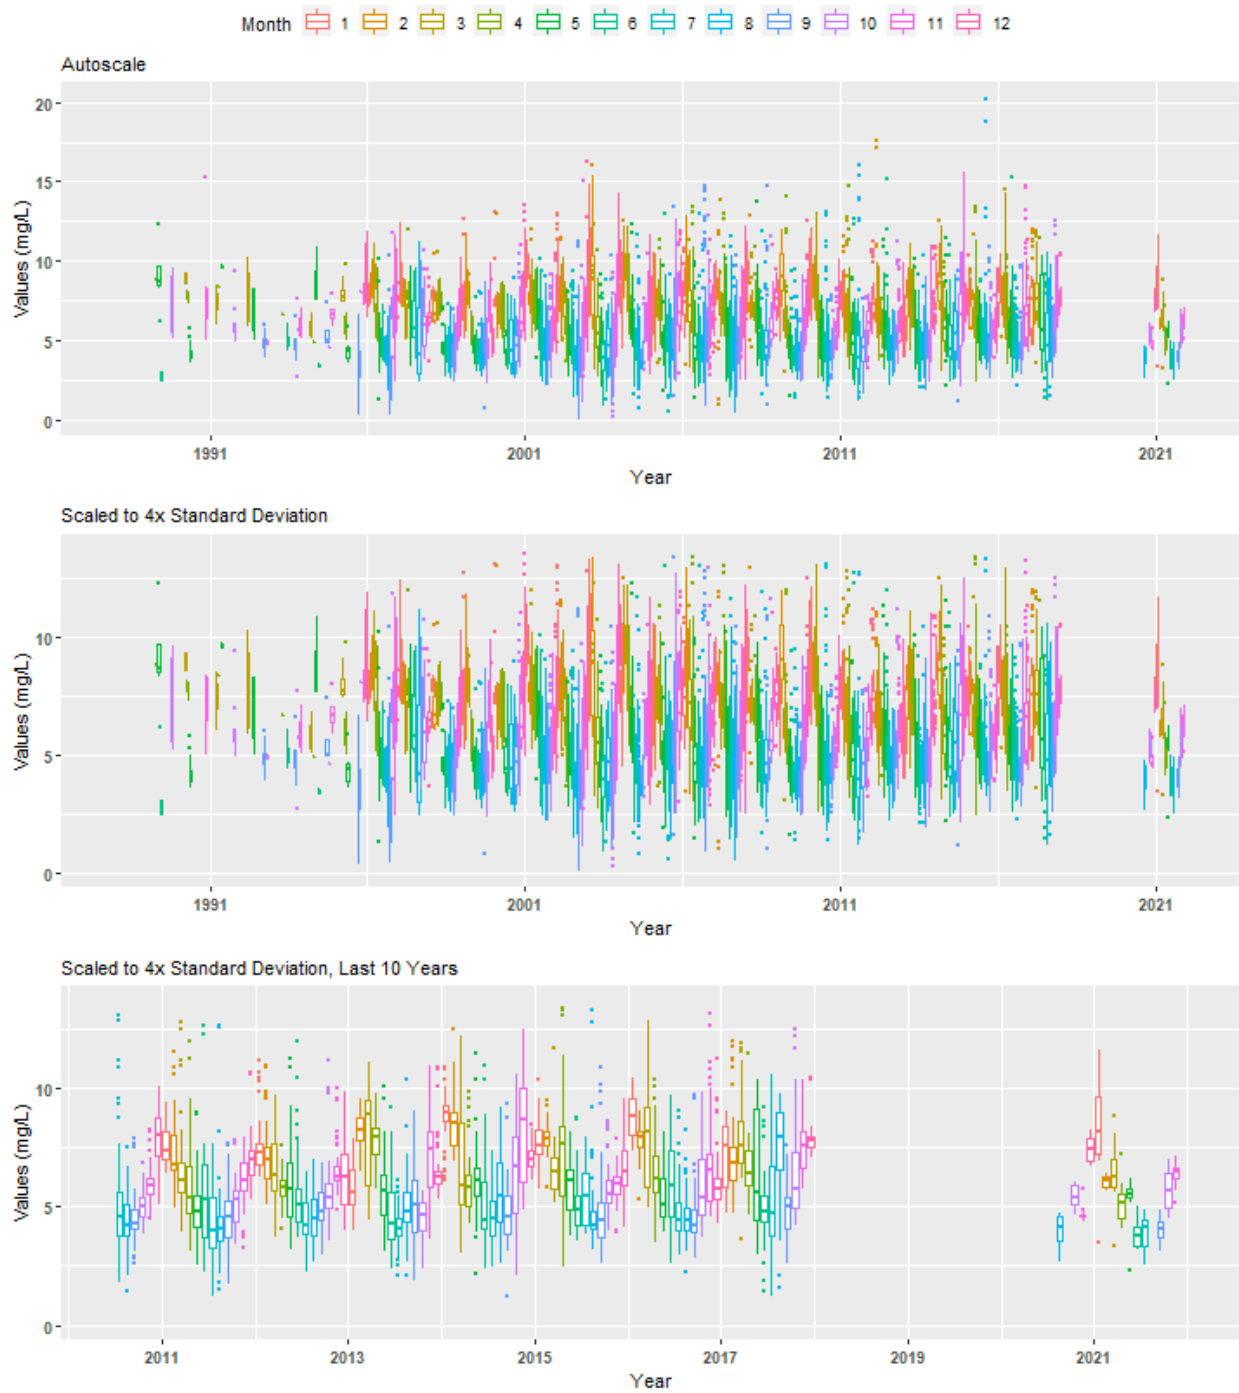 Month 1 2 3 4 5 6 7 8 9 10 11 12
Autoscale
20
15
10
5
0
Values (mg/L)
1991 2001 2011 2021
Year
Scaled to 4x Standard Deviation
10
5
0
Values (mg/L)
1991 2001 2011 2021
Year
Scaled to 4x Standard Deviation, Last 10 Years
10
5
0
Values (mg/L)
2011 2013 2015 2017 2019 2021
Year